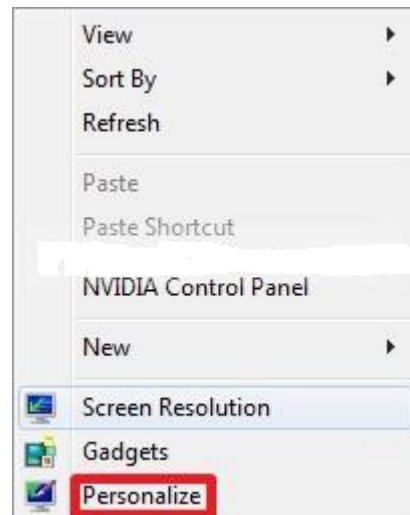 View
Sort By
Refresh
Paste
Paste Shortcut
NVIDIA Control Panel
New
Screen Resolution
Gadgets
Personalize